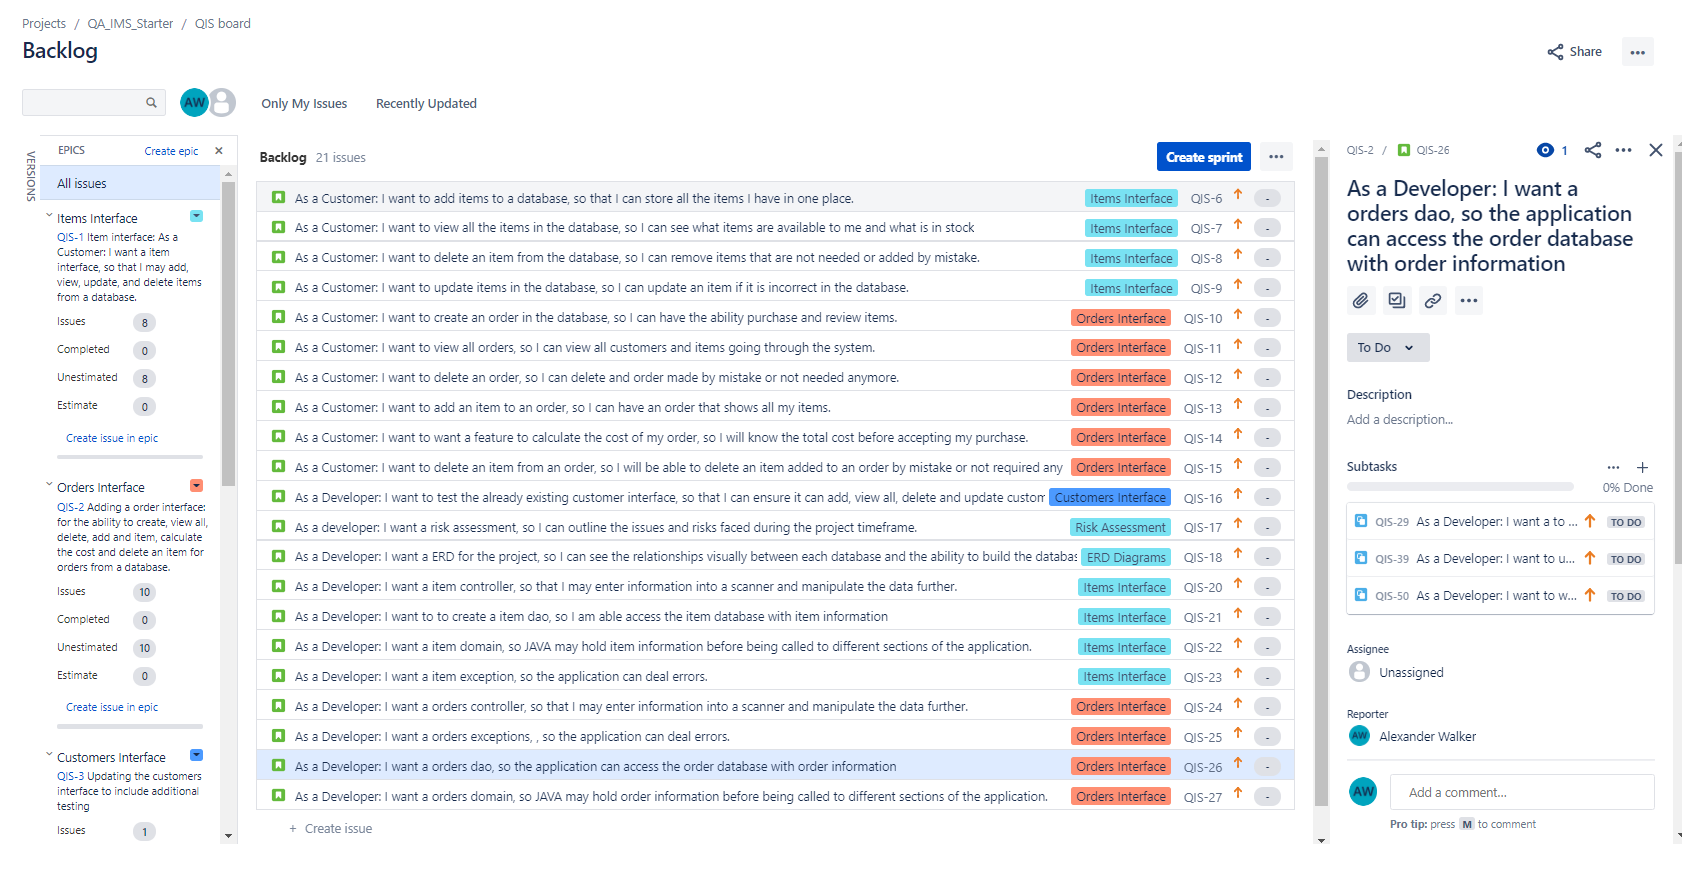 Projects / QA_IMS_Starter / QIS board
Backlog
Share
AW
Only My Issues
Recently Updated
VERSIONS
EPICS
Create epic
All issues
Items Interface
QIS-1 Item interface: As a
Customer: I want a item
interface, so that I may add,
view, update, and delete items
from a database.
Issues 8
Completed 0
Unestimated 8
Estimate 0
Create issue in epic
Orders Interface
QIS-2 Adding a order interface:
for the ability to create, view all,
delete, add and item, calculate
the cost and delete an item for
orders from a database.
Issues 10
Completed 0
Unestimated 10
Estimate 0
Create issue in epic
Customers Interface
QIS-3 Updating the customers
interface to include additional
testing
Issues 1
Backlog 21 issues
Create sprint
As a Customer: I want to add items to a database, so that I can store all the items I have in one place. Items Interface QIS-6 -
As a Customer: I want to view all the items in the database, so I can see what items are available to me and what is in stock Items Interface QIS-7 -
As a Customer: I want to delete an item from the database, so I can remove items that are not needed or added by mistake. Items Interface QIS-8 -
As a Customer: I want to update items in the database, so I can update an item if it is incorrect in the database. Items Interface QIS-9 -
As a Customer: I want to create an order in the database, so I can have the ability purchase and review items. Orders Interface QIS-10 -
As a Customer: I want to view all orders, so I can view all customers and items going through the system. Orders Interface QIS-11 -
As a Customer: I want to delete an order, so I can delete and order made by mistake or not needed anymore. Orders Interface QIS-12 -
As a Customer: I want to add an item to an order, so I can have an order that shows all my items. Orders Interface QIS-13 -
As a Customer: I want to want a feature to calculate the cost of my order, so I will know the total cost before accepting my purchase. Orders Interface QIS-14 -
As a Customer: I want to delete an item from an order, so I will be able to delete an item added to an order by mistake or not required any Orders Interface QIS-15 -
As a Developer: I want to test the already existing customer interface, so that I can ensure it can add, view all, delete and update custom Customers Interface QIS-16 -
As a developer: I want a risk assessment, so I can outline the issues and risks faced during the project timeframe. Risk Assessment QIS-17 -
As a Developer: I want a ERD for the project, so I can see the relationships visually between each database and the ability to build the databas ERD Diagrams QIS-18 -
As a Developer: I want a item controller, so that I may enter information into a scanner and manipulate the data further. Items Interface QIS-20 -
As a Developer: I want to to create a item dao, so I am able access the item database with item information Items Interface QIS-21 -
As a Developer: I want a item domain, so JAVA may hold item information before being called to different sections of the application. Items Interface QIS-22 -
As a Developer: I want a item exception, so the application can deal errors. Items Interface QIS-23 -
As a Developer: I want a orders controller, so that I may enter information into a scanner and manipulate the data further. Orders Interface QIS-24 -
As a Developer: I want a orders exceptions, , so the application can deal errors. Orders Interface QIS-25 -
As a Developer: I want a orders dao, so the application can access the order database with order information Orders Interface QIS-26 -
As a Developer: I want a orders domain, so JAVA may hold order information before being called to different sections of the application. Orders Interface QIS-27 -
+ Create issue
QIS-2 / QIS-26
1
As a Developer: I want a
orders dao, so the application
can access the order database
with order information
To Do
Description
Add a description...
Subtasks
0% Done
QIS-29 As a Developer: I want a to ... TO DO
QIS-39 As a Developer: I want to u... TO DO
QIS-50 As a Developer: I want to w... TO DO
Assignee
Unassigned
Reporter
AW Alexander Walker
AW Add a comment...
Pro tip: press M to comment